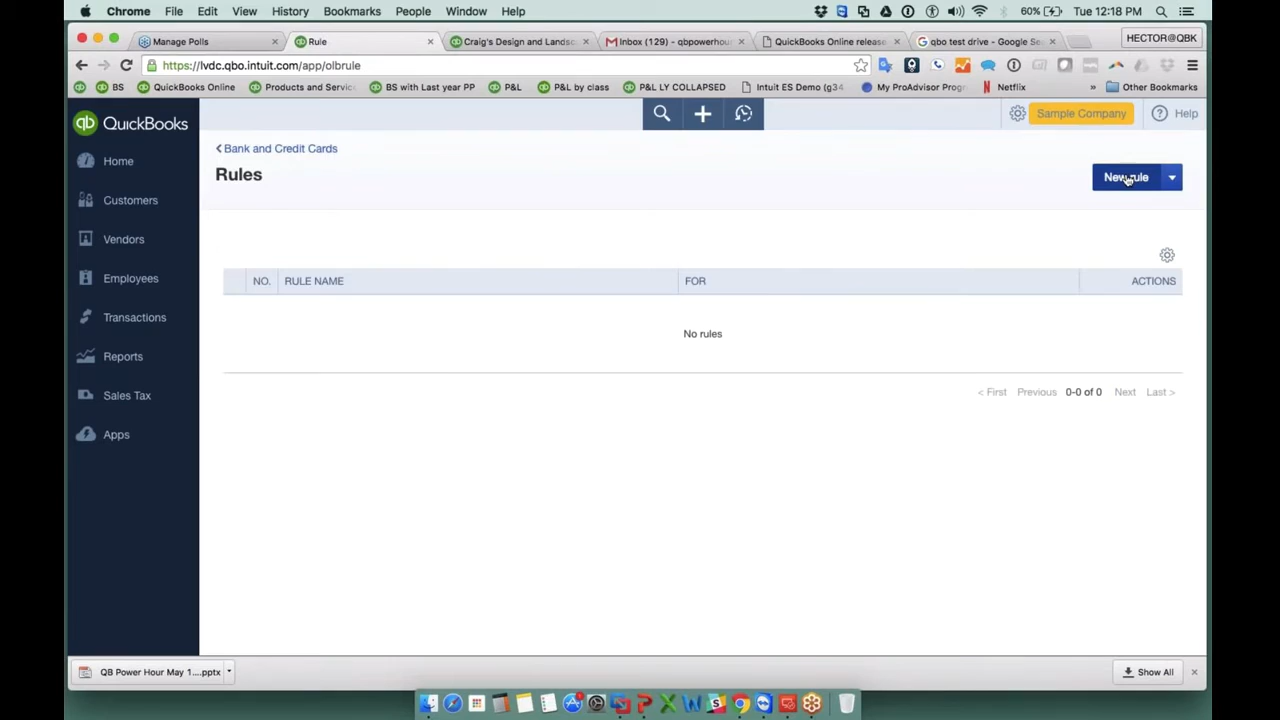 Chrome File Edit View History Bookmarks People Window Help 60% Tue 12:18 PM
Manage Polls × Rule × Craig's Design and Landsc × Inbox (129) - qbpowerhou × QuickBooks Online release × qbo test drive - Google Se × HECTOR@QBK
https://lvdc.qbo.intuit.com/app/olbrule
BS QuickBooks Online Products and Servic BS with Last year PP P&L P&L by class P&L LY COLLAPSED Intuit ES Demo (g34 My ProAdvisor Prog Netflix » Other Bookmarks
qb QuickBooks
Sample Company ? Help
Home
Customers
Vendors
Employees
Transactions
Reports
Sales Tax
Apps
Bank and Credit Cards
Rules
New rule
NO. RULE NAME FOR ACTIONS
No rules
< First Previous 0-0 of 0 Next Last >
QB Power Hour May 1....pptx
Show All ×